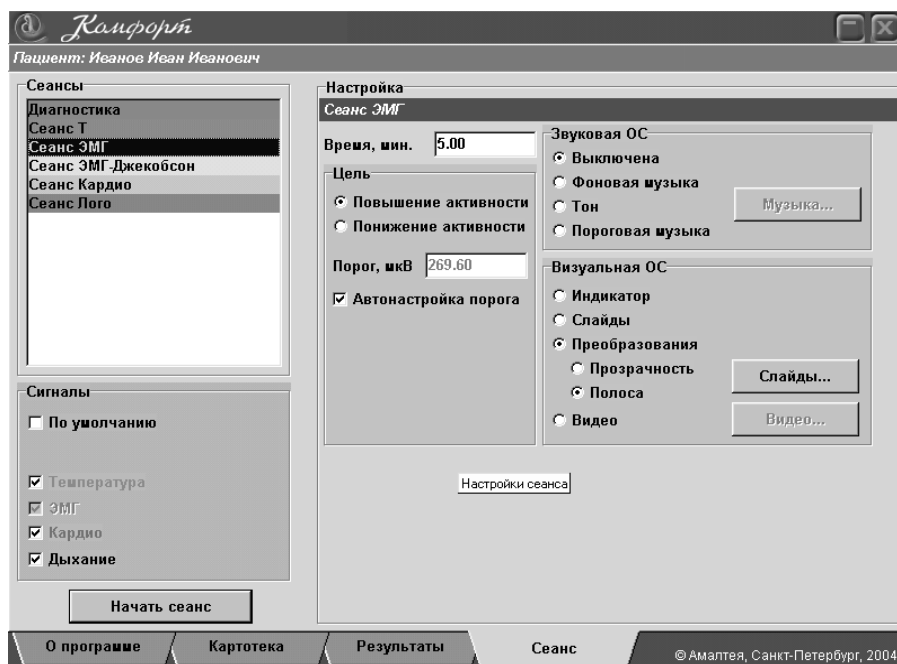 Комфорт
Пациент: Иванов Иван Иванович
Сеансы
Диагностика
Сеанс Т
Сеанс ЭМГ
Сеанс ЭМГ-Джекобсон
Сеанс Кардио
Сеанс Лого
Сигналы
По умолчанию
Температура
ЭМГ
Кардио
Дыхание
Начать сеанс
Настройка
Сеанс ЭМГ
Время, мин. 5.00
Цель
Повышение активности
Понижение активности
Порог, мкВ 269.60
Автонастройка порога
Звуковая ОС
Выключена
Фоновая музыка
Тон
Пороговая музыка
Музыка...
Визуальная ОС
Индикатор
Слайды
Преобразования
Прозрачность
Полоса
Видео
Слайды...
Видео...
Настройки сеанса
О программе Картотека Результаты Сеанс
© Амалтея, Санкт-Петербург, 2004